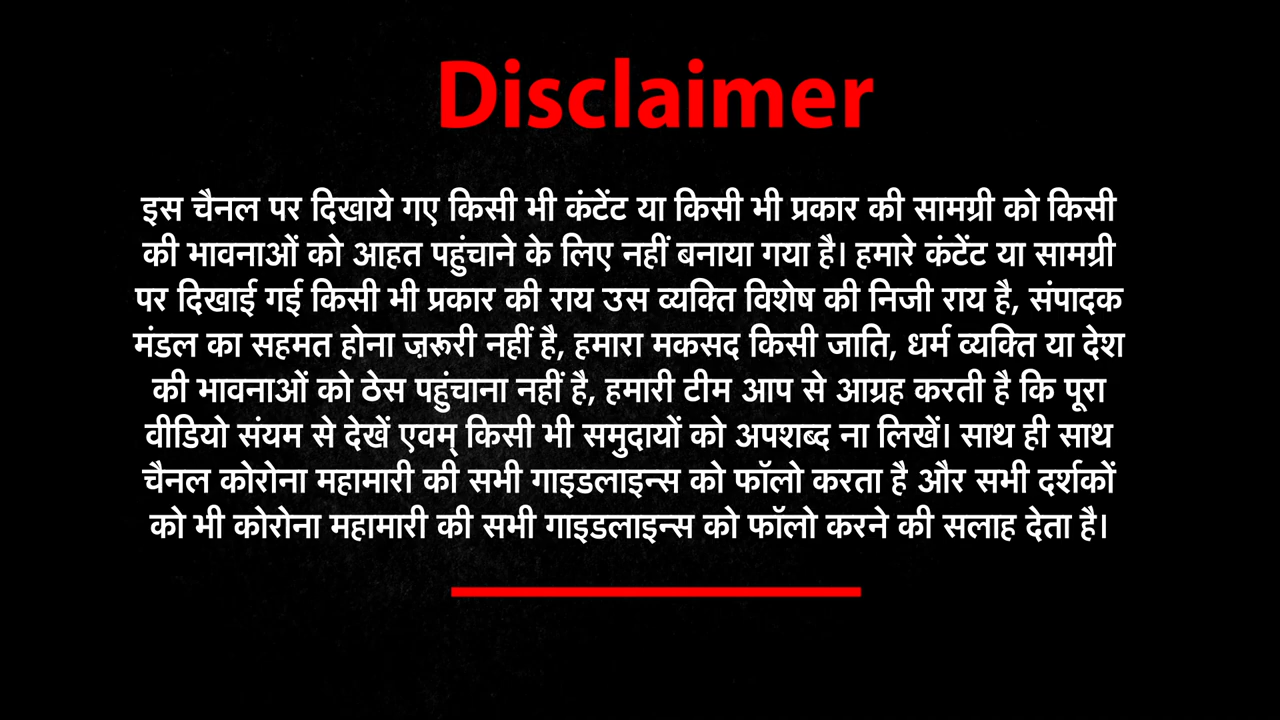 Disclaimer
इस चैनल पर दिखाये गए किसी भी कंटेंट या किसी भी प्रकार की सामग्री को किसी
की भावनाओं को आहत पहुंचाने के लिए नहीं बनाया गया है। हमारे कंटेंट या सामग्री
पर दिखाई गई किसी भी प्रकार की राय उस व्यक्ति विशेष की निजी राय है, संपादक
मंडल का सहमत होना ज़रूरी नहीं है, हमारा मकसद किसी जाति, धर्म व्यक्ति या देश
की भावनाओं को ठेस पहुंचाना नहीं है, हमारी टीम आप से आग्रह करती है कि पूरा
वीडियो संयम से देखें एवम् किसी भी समुदायों को अपशब्द ना लिखें। साथ ही साथ
चैनल कोरोना महामारी की सभी गाइडलाइन्स को फॉलो करता है और सभी दर्शकों
को भी कोरोना महामारी की सभी गाइडलाइन्स को फॉलो करने की सलाह देता है।